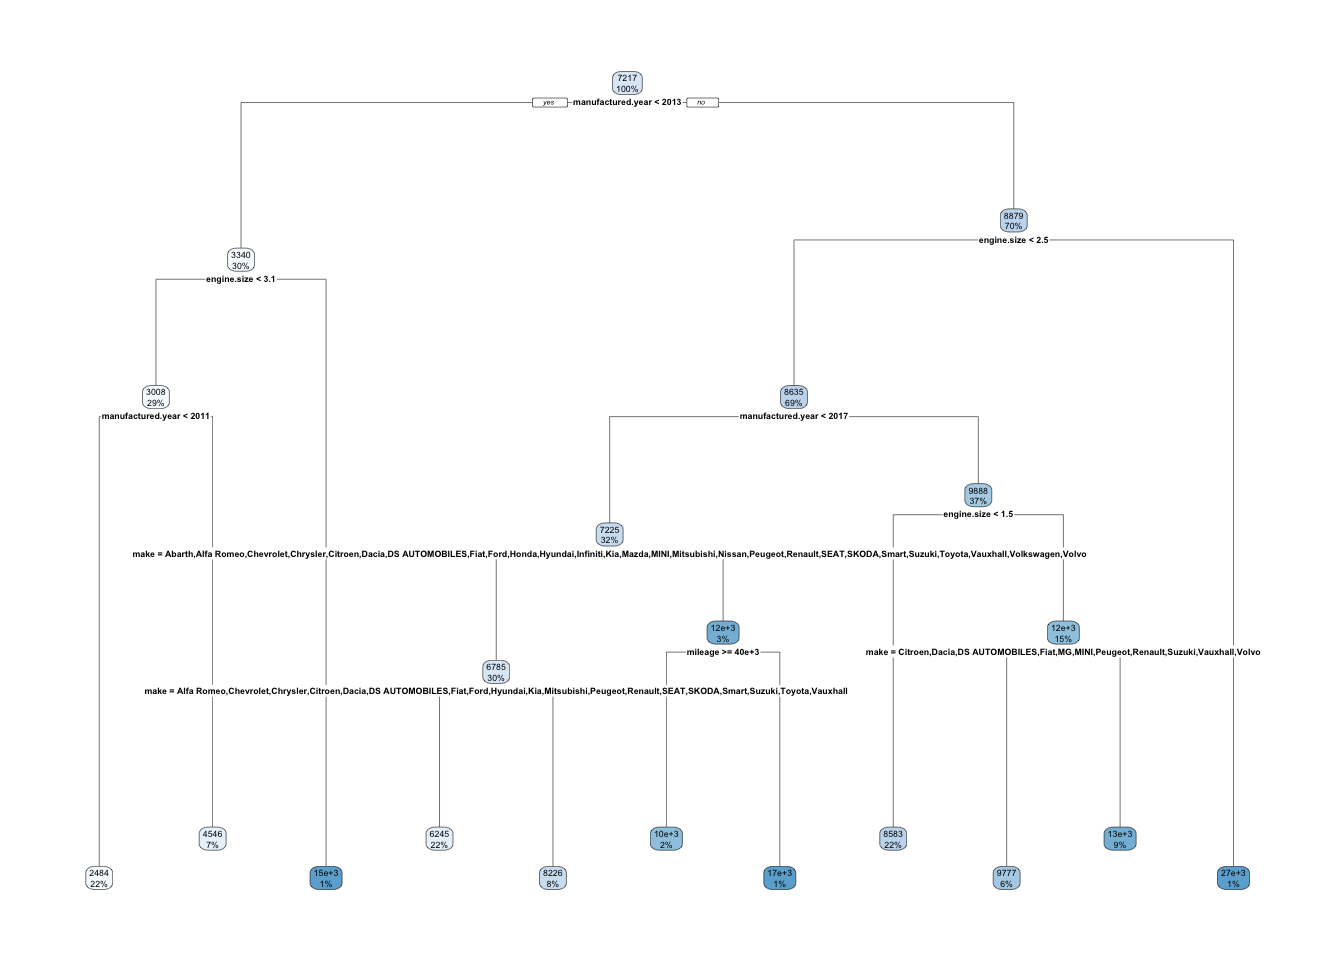 7217
100%
yes manufactured.year < 2013 no
8879
70%
engine.size < 2.5
3340
30%
engine.size < 3.1
3008
29%
manufactured.year < 2011
8635
69%
manufactured.year < 2017
9888
37%
engine.size < 1.5
7225
32%
make = Abarth,Alfa Romeo,Chevrolet,Chrysler,Citroen,Dacia,DS AUTOMOBILES,Fiat,Ford,Honda,Hyundai,Infiniti,Kia,Mazda,MINI,Mitsubishi,Nissan,Peugeot,Renault,SEAT,SKODA,Smart,Suzuki,Toyota,Vauxhall,Volkswagen,Volvo
12e+3
3%
mileage >= 40e+3
12e+3
15%
make = Citroen,Dacia,DS AUTOMOBILES,Fiat,MG,MINI,Peugeot,Renault,Suzuki,Vauxhall,Volvo
6785
30%
make = Alfa Romeo,Chevrolet,Chrysler,Citroen,Dacia,DS AUTOMOBILES,Fiat,Ford,Hyundai,Kia,Mitsubishi,Peugeot,Renault,SEAT,SKODA,Smart,Suzuki,Toyota,Vauxhall
4546
7%
6245
22%
10e+3
2%
8583
22%
13e+3
9%
2484
22%
15e+3
1%
8226
8%
17e+3
1%
9777
6%
27e+3
1%